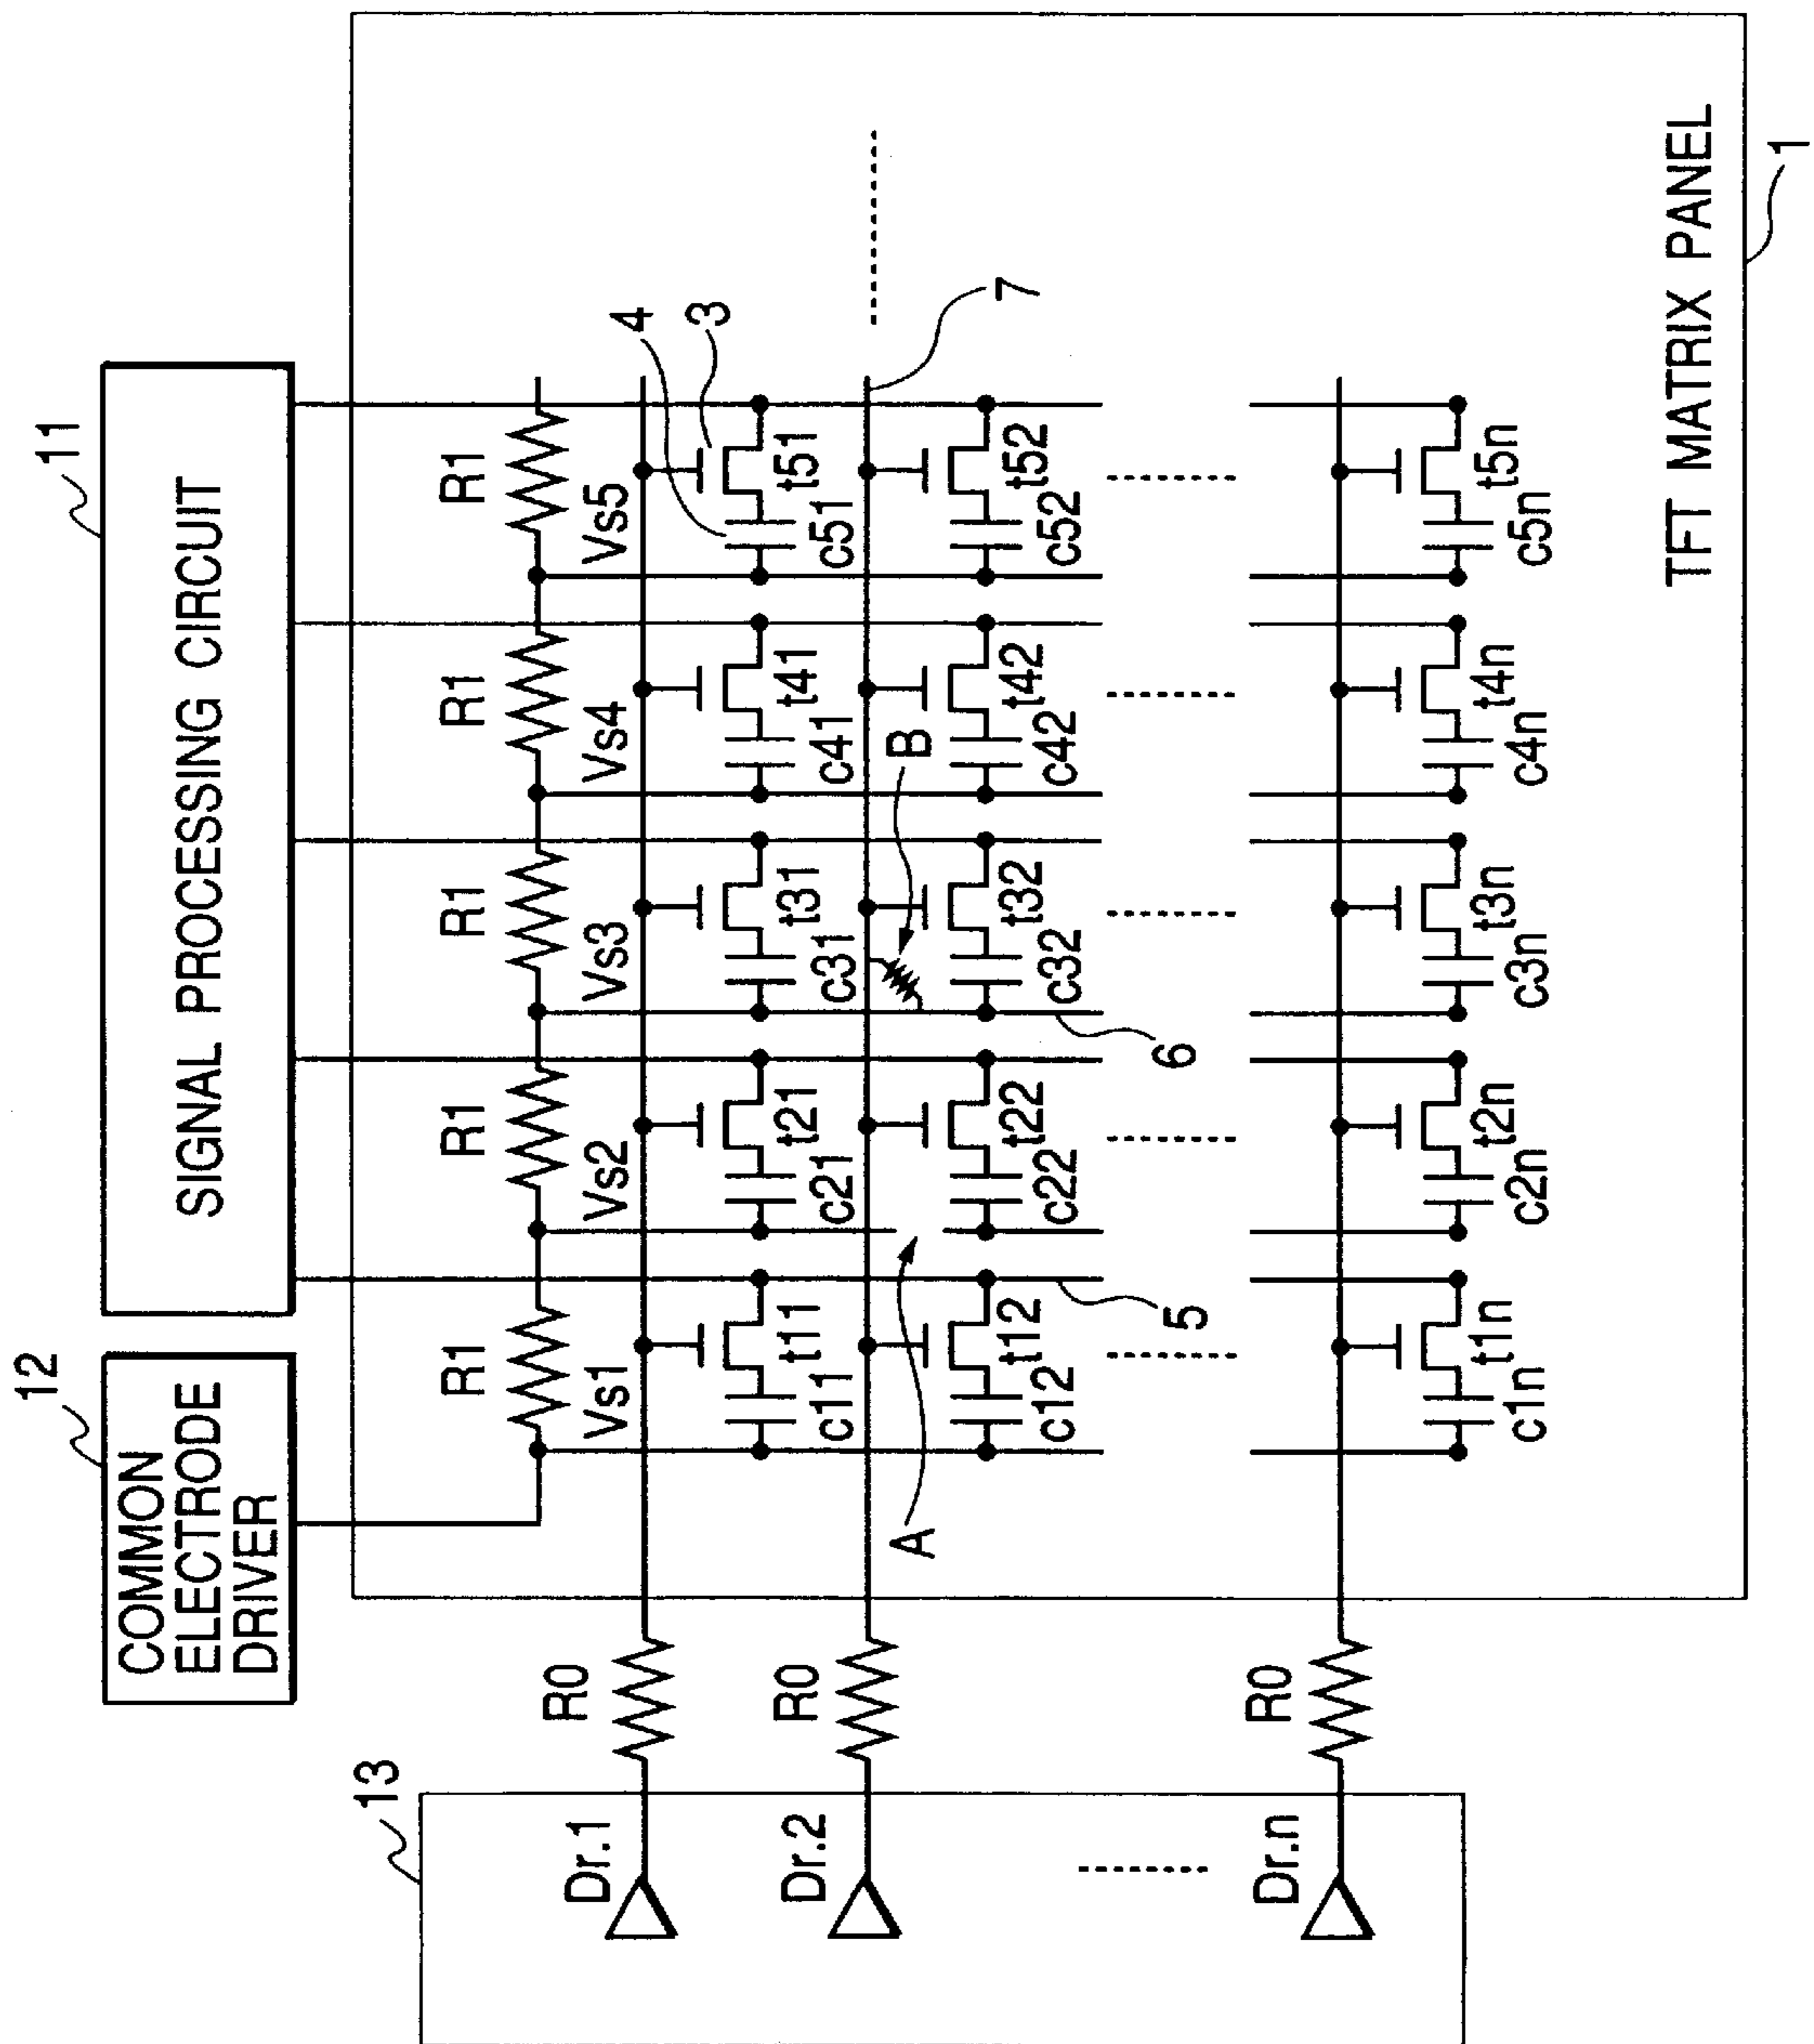 11
SIGNAL PROCESSING CIRCUIT
12
COMMON
ELECTRODE
DRIVER
R1 R1 R1 R1 R1
Vs1 Vs2 Vs3 Vs4 Vs5
4
3
13
Dr.1
R0
c11 t11 c21 t21 c31 t31 c41 t41 c51 t51
7
Dr.2
R0
A
B
c12 t12 c22 t22 c32 t32 c42 t42 c52 t52
5
6
Dr.n
R0
c1n t1n c2n t2n c3n t3n c4n t4n c5n t5n
TFT MATRIX PANEL
1